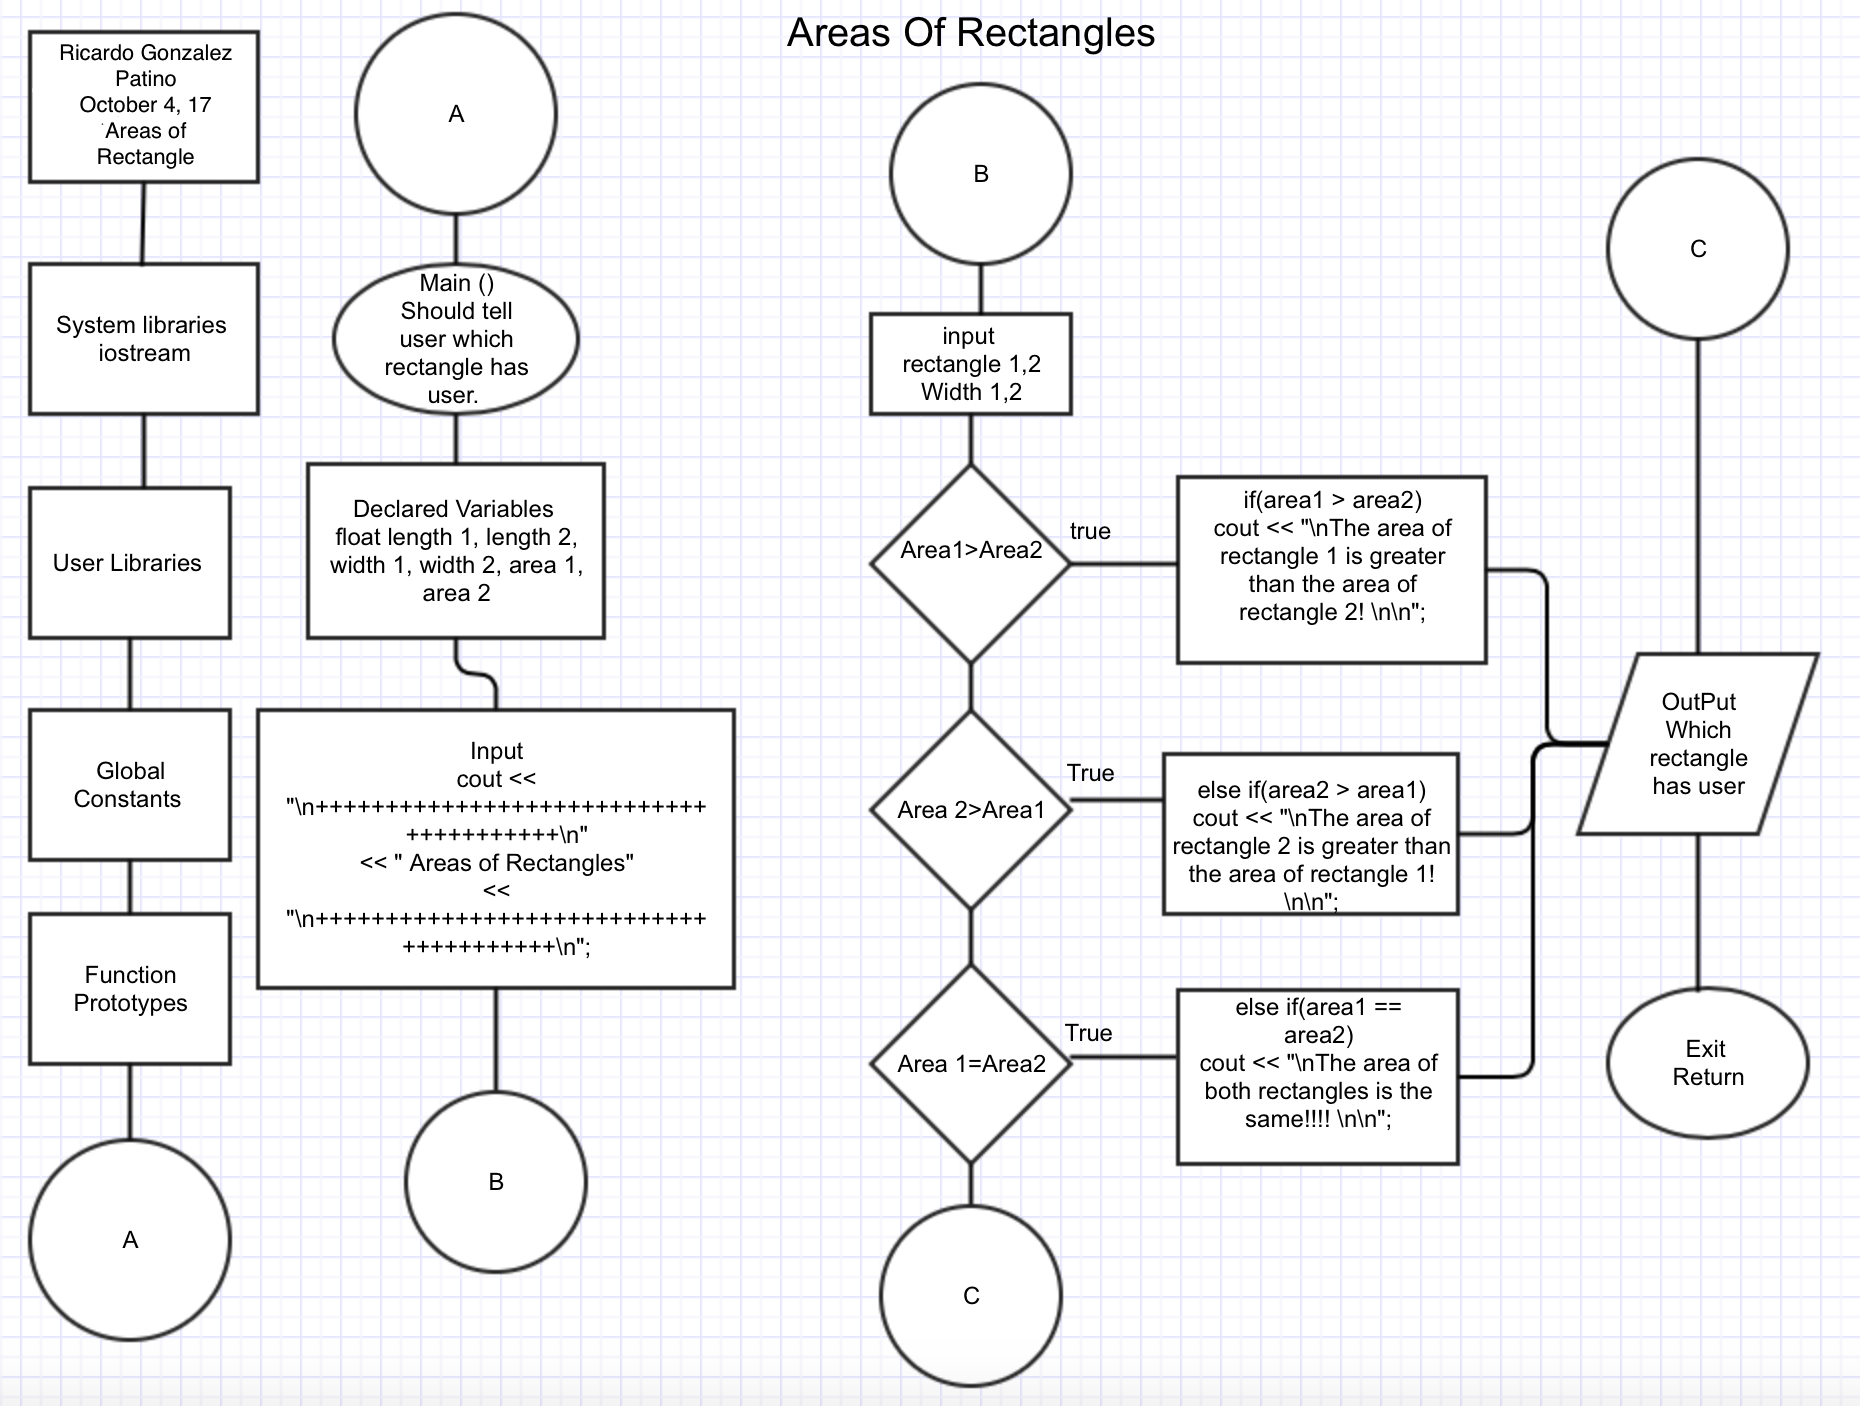 Areas Of Rectangles
Ricardo Gonzalez
Patino
October 4, 17
Areas of
Rectangle
System libraries
iostream
User Libraries
Global
Constants
Function
Prototypes
A
A
Main ()
Should tell
user which
rectangle has
user.
Declared Variables
float length 1, length 2,
width 1, width 2, area 1,
area 2
Input
cout <<
"\n++++++++++++++++++++++++++++
+++++++++++\n"
<< " Areas of Rectangles"
<<
"\n++++++++++++++++++++++++++++
+++++++++++\n";
B
B
input
rectangle 1,2
Width 1,2
Area1>Area2
true
if(area1 > area2)
cout << "\nThe area of
rectangle 1 is greater
than the area of
rectangle 2! \n\n";
Area 2>Area1
True
else if(area2 > area1)
cout << "\nThe area of
rectangle 2 is greater than
the area of rectangle 1!
\n\n";
Area 1=Area2
True
else if(area1 ==
area2)
cout << "\nThe area of
both rectangles is the
same!!!! \n\n";
C
C
OutPut
Which
rectangle
has user
Exit
Return